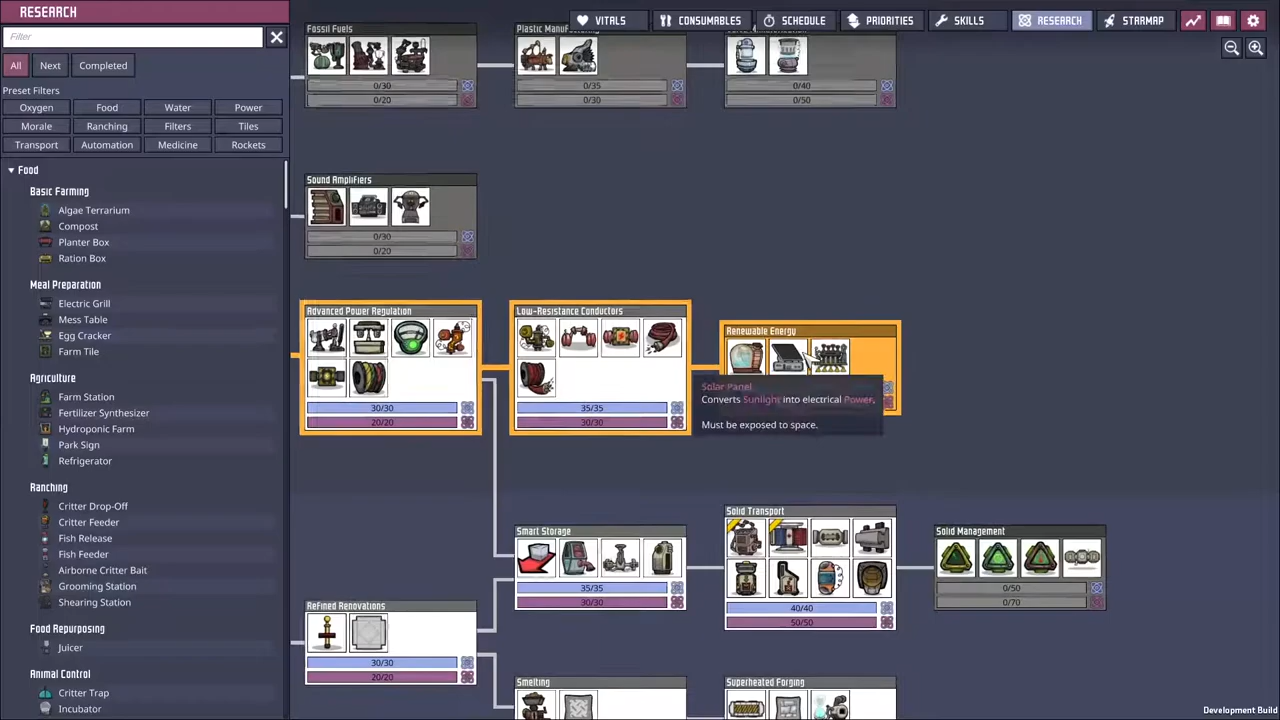 RESEARCH
VITALS
CONSUMABLES
SCHEDULE
PRIORITIES
SKILLS
RESEARCH
STARMAP
Filter
All
Next
Completed
Preset Filters
Oxygen
Food
Water
Power
Morale
Ranching
Filters
Tiles
Transport
Automation
Medicine
Rockets
Food
Basic Farming
Algae Terrarium
Compost
Planter Box
Ration Box
Meal Preparation
Electric Grill
Mess Table
Egg Cracker
Farm Tile
Agriculture
Farm Station
Fertilizer Synthesizer
Hydroponic Farm
Park Sign
Refrigerator
Ranching
Critter Drop-Off
Critter Feeder
Fish Release
Fish Feeder
Airborne Critter Bait
Grooming Station
Shearing Station
Food Repurposing
Juicer
Animal Control
Critter Trap
Incubator
Fossil Fuels
0/30
0/20
0/35
0/30
0/40
0/50
Sound Amplifiers
0/30
0/20
Advanced Power Regulation
30/30
20/20
Low-Resistance Conductors
35/35
30/30
Renewable Energy
Solar Panel
Converts Sunlight into electrical Power.
Must be exposed to space.
Smart Storage
35/35
30/30
Solid Transport
40/40
50/50
Solid Management
0/50
0/70
Refined Renovations
30/30
20/20
Smelting
Superheated Forging
Development Build